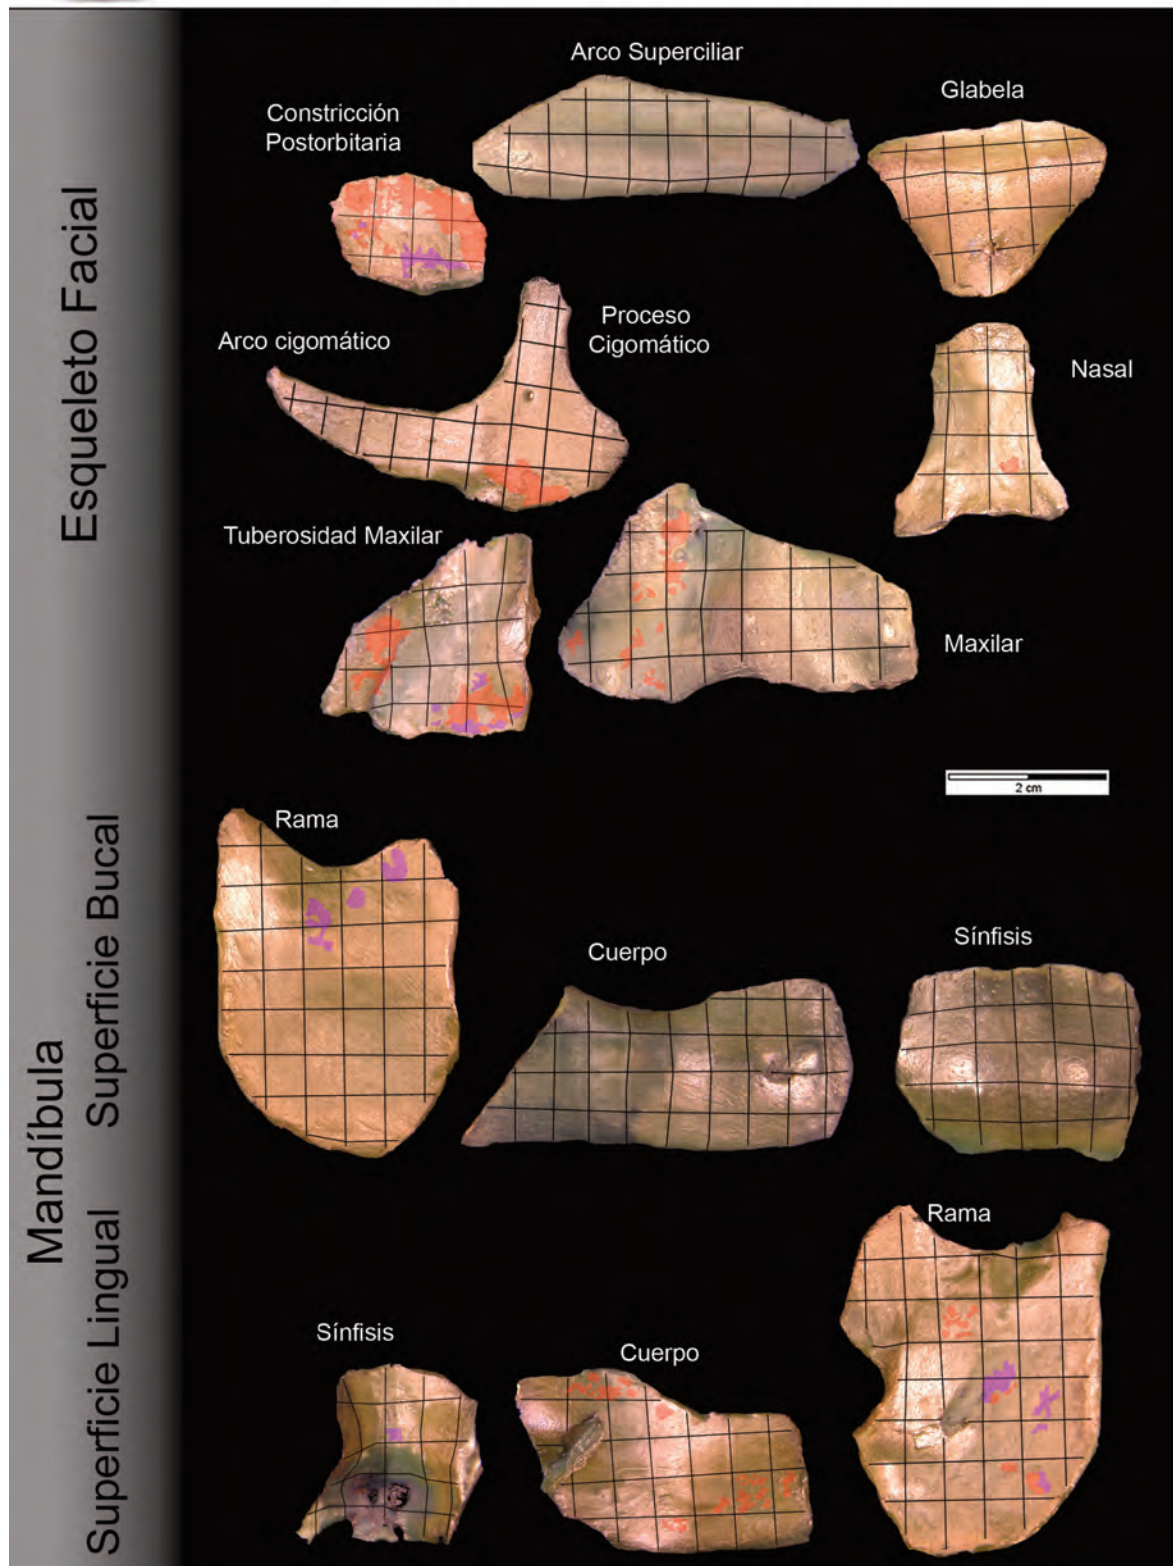 Esqueleto Facial
Arco Superciliar
Glabela
Constricción
Postorbitaria
Arco cigomático
Proceso
Cigomático
Nasal
Tuberosidad Maxilar
Maxilar
2 cm
Mandíbula
Superficie Bucal
Rama
Cuerpo
Sínfisis
Superficie Lingual
Sínfisis
Cuerpo
Rama